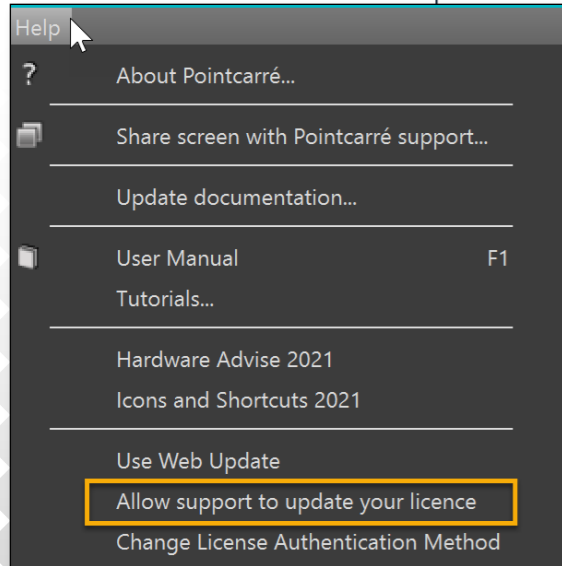 Help
? About Pointcarré...
Share screen with Pointcarré support...
Update documentation...
User Manual F1
Tutorials...
Hardware Advise 2021
Icons and Shortcuts 2021
Use Web Update
Allow support to update your licence
Change License Authentication Method